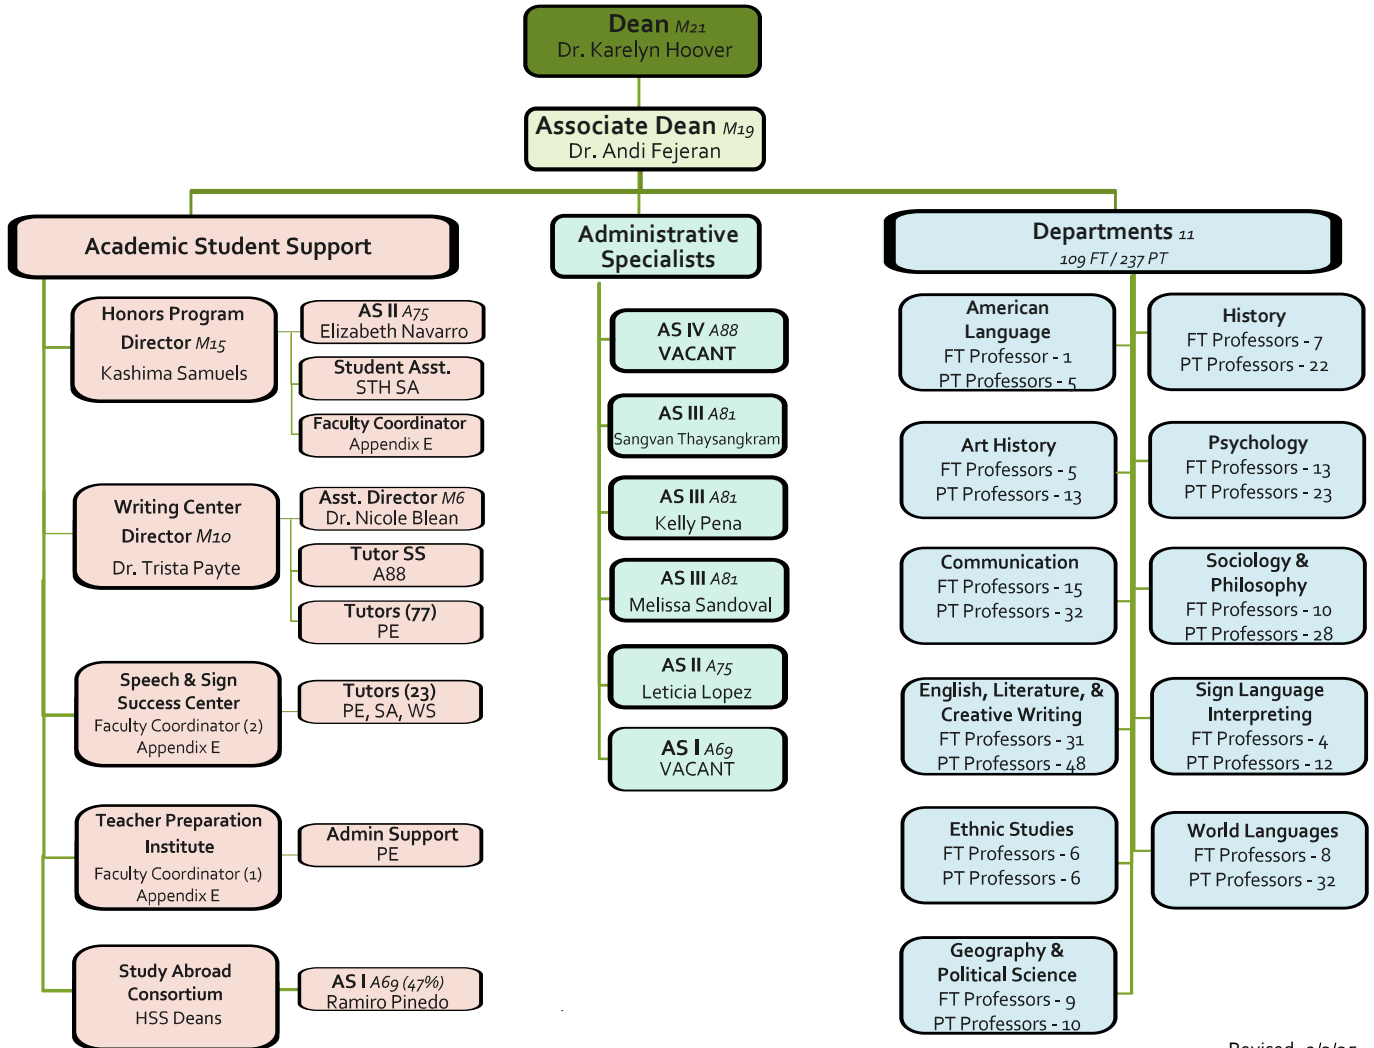 Dean M21
Dr. Karelyn Hoover
Associate Dean M19
Dr. Andi Fejeran
Academic Student Support
Honors Program
Director M15
Kashima Samuels
AS II A75
Elizabeth Navarro
Student Asst.
STH SA
Faculty Coordinator
Appendix E
Writing Center
Director M10
Dr. Trista Payte
Asst. Director M6
Dr. Nicole Blean
Tutor SS
A88
Tutors (77)
PE
Speech & Sign
Success Center
Faculty Coordinator (2)
Appendix E
Tutors (23)
PE, SA, WS
Teacher Preparation
Institute
Faculty Coordinator (1)
Appendix E
Admin Support
PE
Study Abroad
Consortium
HSS Deans
AS I A69 (47%)
Ramiro Pinedo
Administrative
Specialists
AS IV A88
VACANT
AS III A81
Sangvan Thaysangkram
AS III A81
Kelly Pena
AS III A81
Melissa Sandoval
AS II A75
Leticia Lopez
AS I A69
VACANT
Departments 11
109 FT / 237 PT
American
Language
FT Professor - 1
PT Professors - 5
History
FT Professors - 7
PT Professors - 22
Art History
FT Professors - 5
PT Professors - 13
Psychology
FT Professors - 13
PT Professors - 23
Communication
FT Professors - 15
PT Professors - 32
Sociology &
Philosophy
FT Professors - 10
PT Professors - 28
English, Literature, &
Creative Writing
FT Professors - 31
PT Professors - 48
Sign Language
Interpreting
FT Professors - 4
PT Professors - 12
Ethnic Studies
FT Professors - 6
PT Professors - 6
World Languages
FT Professors - 8
PT Professors - 32
Geography &
Political Science
FT Professors - 9
PT Professors - 10
Revised